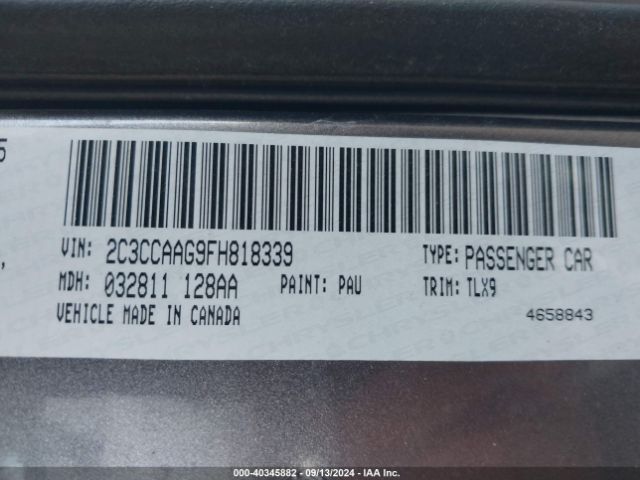 5
VIN: 2C3CCAAG9FH818339 TYPE: PASSENGER CAR
MDH: 032811 128AA PAINT: PAU TRIM: TLX9
VEHICLE MADE IN CANADA 4658843
000-40345882 - 09/13/2024 - IAA Inc.